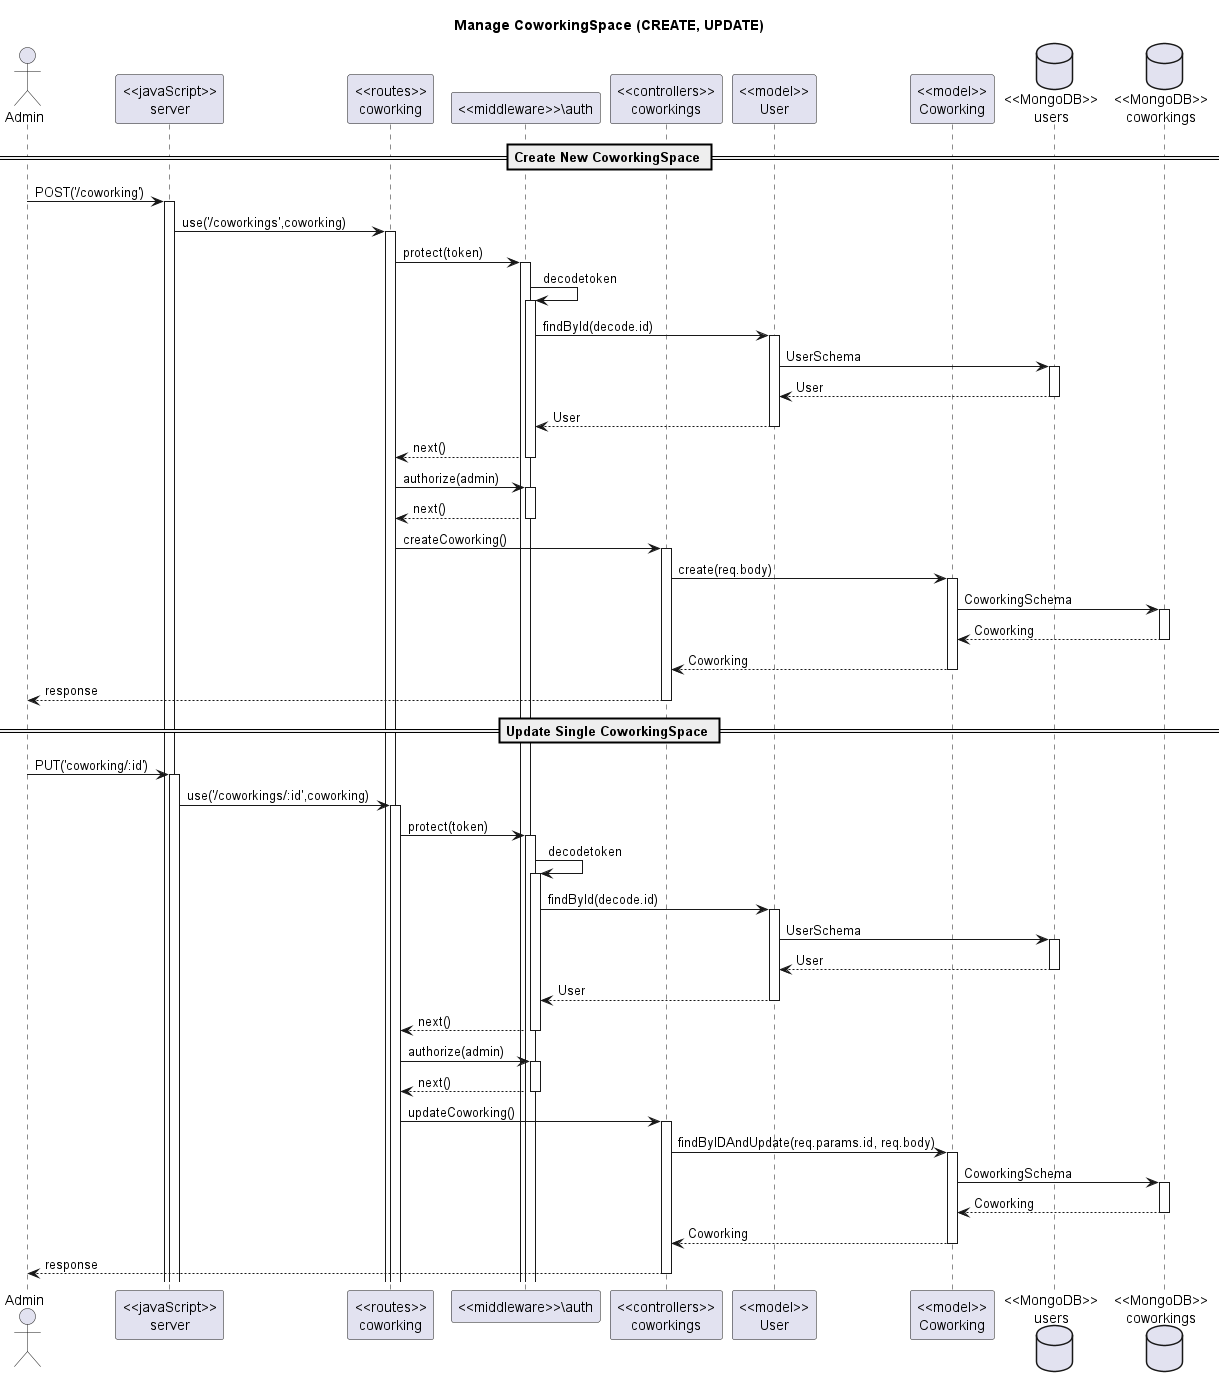 Manage CoworkingSpace (CREATE, UPDATE)
Admin
<<javaScript>>
server
<<routes>>
coworking
<<middleware>>\auth
<<controllers>>
coworkings
<<model>>
User
<<model>>
Coworking
<<MongoDB>>
users
<<MongoDB>>
coworkings
Create New CoworkingSpace
POST('/coworking')
use('/coworkings',coworking)
protect(token)
decodetoken
findById(decode.id)
UserSchema
User
User
next()
authorize(admin)
next()
createCoworking()
create(req.body)
CoworkingSchema
Coworking
Coworking
response
Update Single CoworkingSpace
PUT('coworking/:id')
use('/coworkings/:id',coworking)
protect(token)
decodetoken
findById(decode.id)
UserSchema
User
User
next()
authorize(admin)
next()
updateCoworking()
findByIDAndUpdate(req.params.id, req.body)
CoworkingSchema
Coworking
Coworking
response
Admin
<<javaScript>>
server
<<routes>>
coworking
<<middleware>>\auth
<<controllers>>
coworkings
<<model>>
User
<<model>>
Coworking
<<MongoDB>>
users
<<MongoDB>>
coworkings